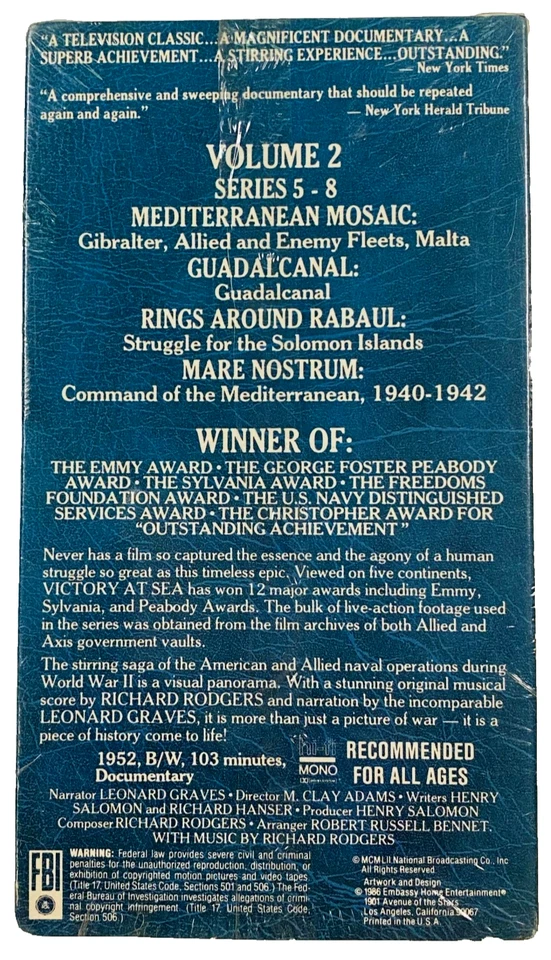 “A TELEVISION CLASSIC...A MAGNIFICENT DOCUMENTARY...A
SUPERB ACHIEVEMENT...A STIRRING EXPERIENCE...OUTSTANDING.”
— New York Times
“A comprehensive and sweeping documentary that should be repeated
again and again.”
— New York Herald Tribune
VOLUME 2
SERIES 5 - 8
MEDITERRANEAN MOSAIC:
Gibralter, Allied and Enemy Fleets, Malta
GUADALCANAL:
Guadalcanal
RINGS AROUND RABAUL:
Struggle for the Solomon Islands
MARE NOSTRUM:
Command of the Mediterranean, 1940-1942
WINNER OF:
THE EMMY AWARD • THE GEORGE FOSTER PEABODY
AWARD • THE SYLVANIA AWARD • THE FREEDOMS
FOUNDATION AWARD • THE U.S. NAVY DISTINGUISHED
SERVICES AWARD • THE CHRISTOPHER AWARD FOR
“OUTSTANDING ACHIEVEMENT”
Never has a film so captured the essence and the agony of a human
struggle so great as this timeless epic. Viewed on five continents,
VICTORY AT SEA has won 12 major awards including Emmy,
Sylvania, and Peabody Awards. The bulk of live-action footage used
in the series was obtained from the film archives of both Allied and
Axis government vaults.
The stirring saga of the American and Allied naval operations during
World War II is a visual panorama. With a stunning original musical
score by RICHARD RODGERS and narration by the incomparable
LEONARD GRAVES, it is more than just a picture of war — it is a
piece of history come to life!
1952, B/W, 103 minutes,
Documentary
hi-fi
MONO
RECOMMENDED
FOR ALL AGES
Narrator LEONARD GRAVES • Director M. CLAY ADAMS • Writers HENRY
SALOMON and RICHARD HANSER • Producer HENRY SALOMON
Composer RICHARD RODGERS • Arranger ROBERT RUSSELL BENNET.
WITH MUSIC BY RICHARD RODGERS
FBI
WARNING: Federal law provides severe civil and criminal
penalties for the unauthorized reproduction, distribution, or
exhibition of copyrighted motion pictures and video tapes
(Title 17, United States Code, Sections 501 and 506.) The Fed-
eral Bureau of Investigation investigates allegations of crimi-
nal copyright infringement. (Title 17, United States Code,
Section 506.)
© MCMLII National Broadcasting Co., Inc
All Rights Reserved
Artwork and Design
© 1986 Embassy Home Entertainment®
1901 Avenue of the Stars
Los Angeles, California 90067
Printed in the U.S.A.